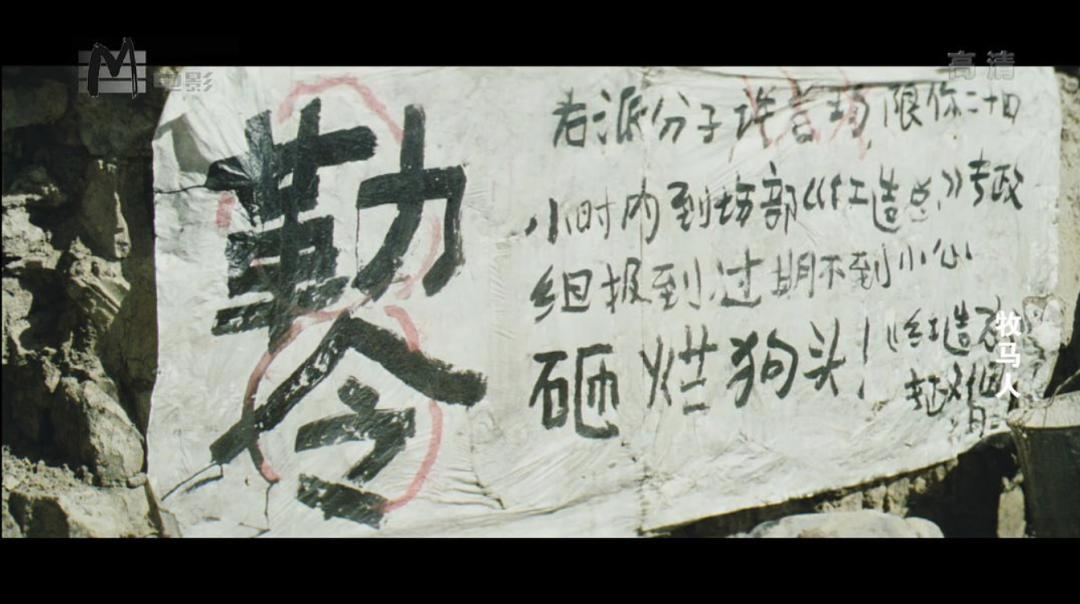 M 电影
高清
勒令
右派分子许灵均限你二十四
小时内到场部《红造总》专政
组报到过期不到小心
砸烂狗头!《红造
专政
牧马人